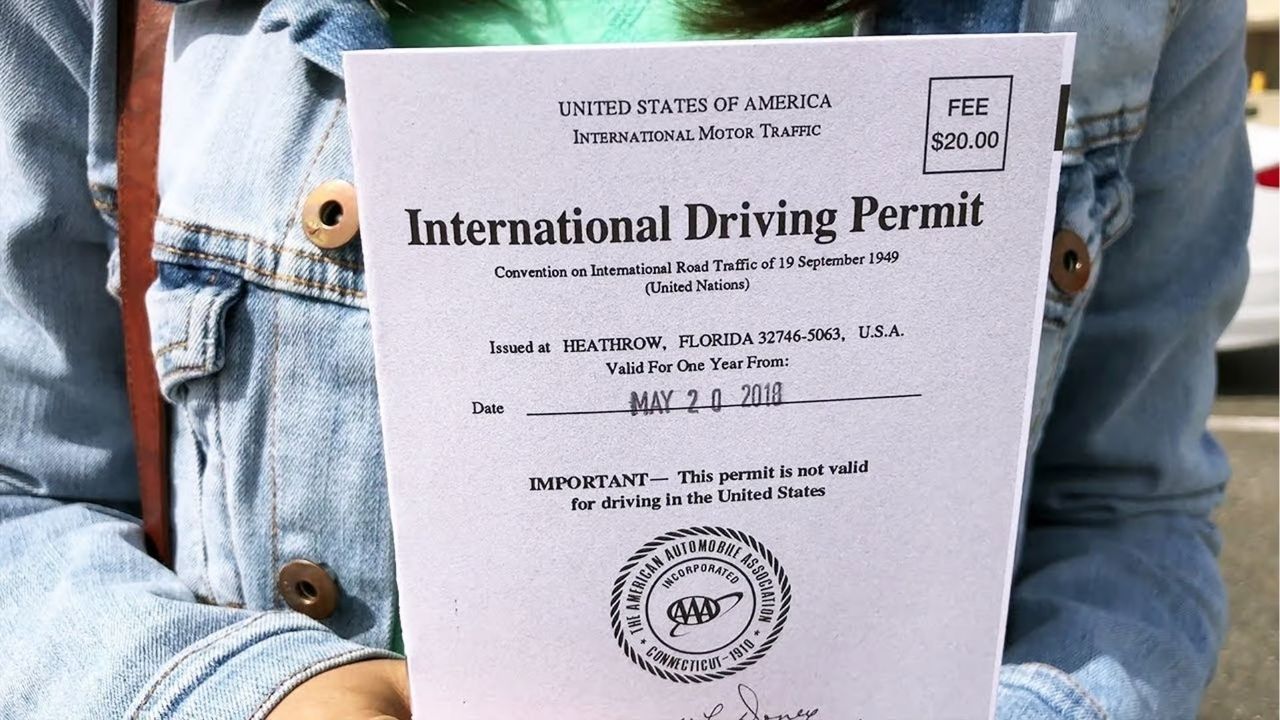 UNITED STATES OF AMERICA
INTERNATIONAL MOTOR TRAFFIC
FEE
$20.00
International Driving Permit
Convention on International Road Traffic of 19 September 1949
(United Nations)
Issued at HEATHROW, FLORIDA 32746-5063, U.S.A.
Valid For One Year From:
Date MAY 20 2018
IMPORTANT— This permit is not valid
for driving in the United States
THE AMERICAN AUTOMOBILE ASSOCIATION
INCORPORATED
AAA
CONNECTICUT-1910